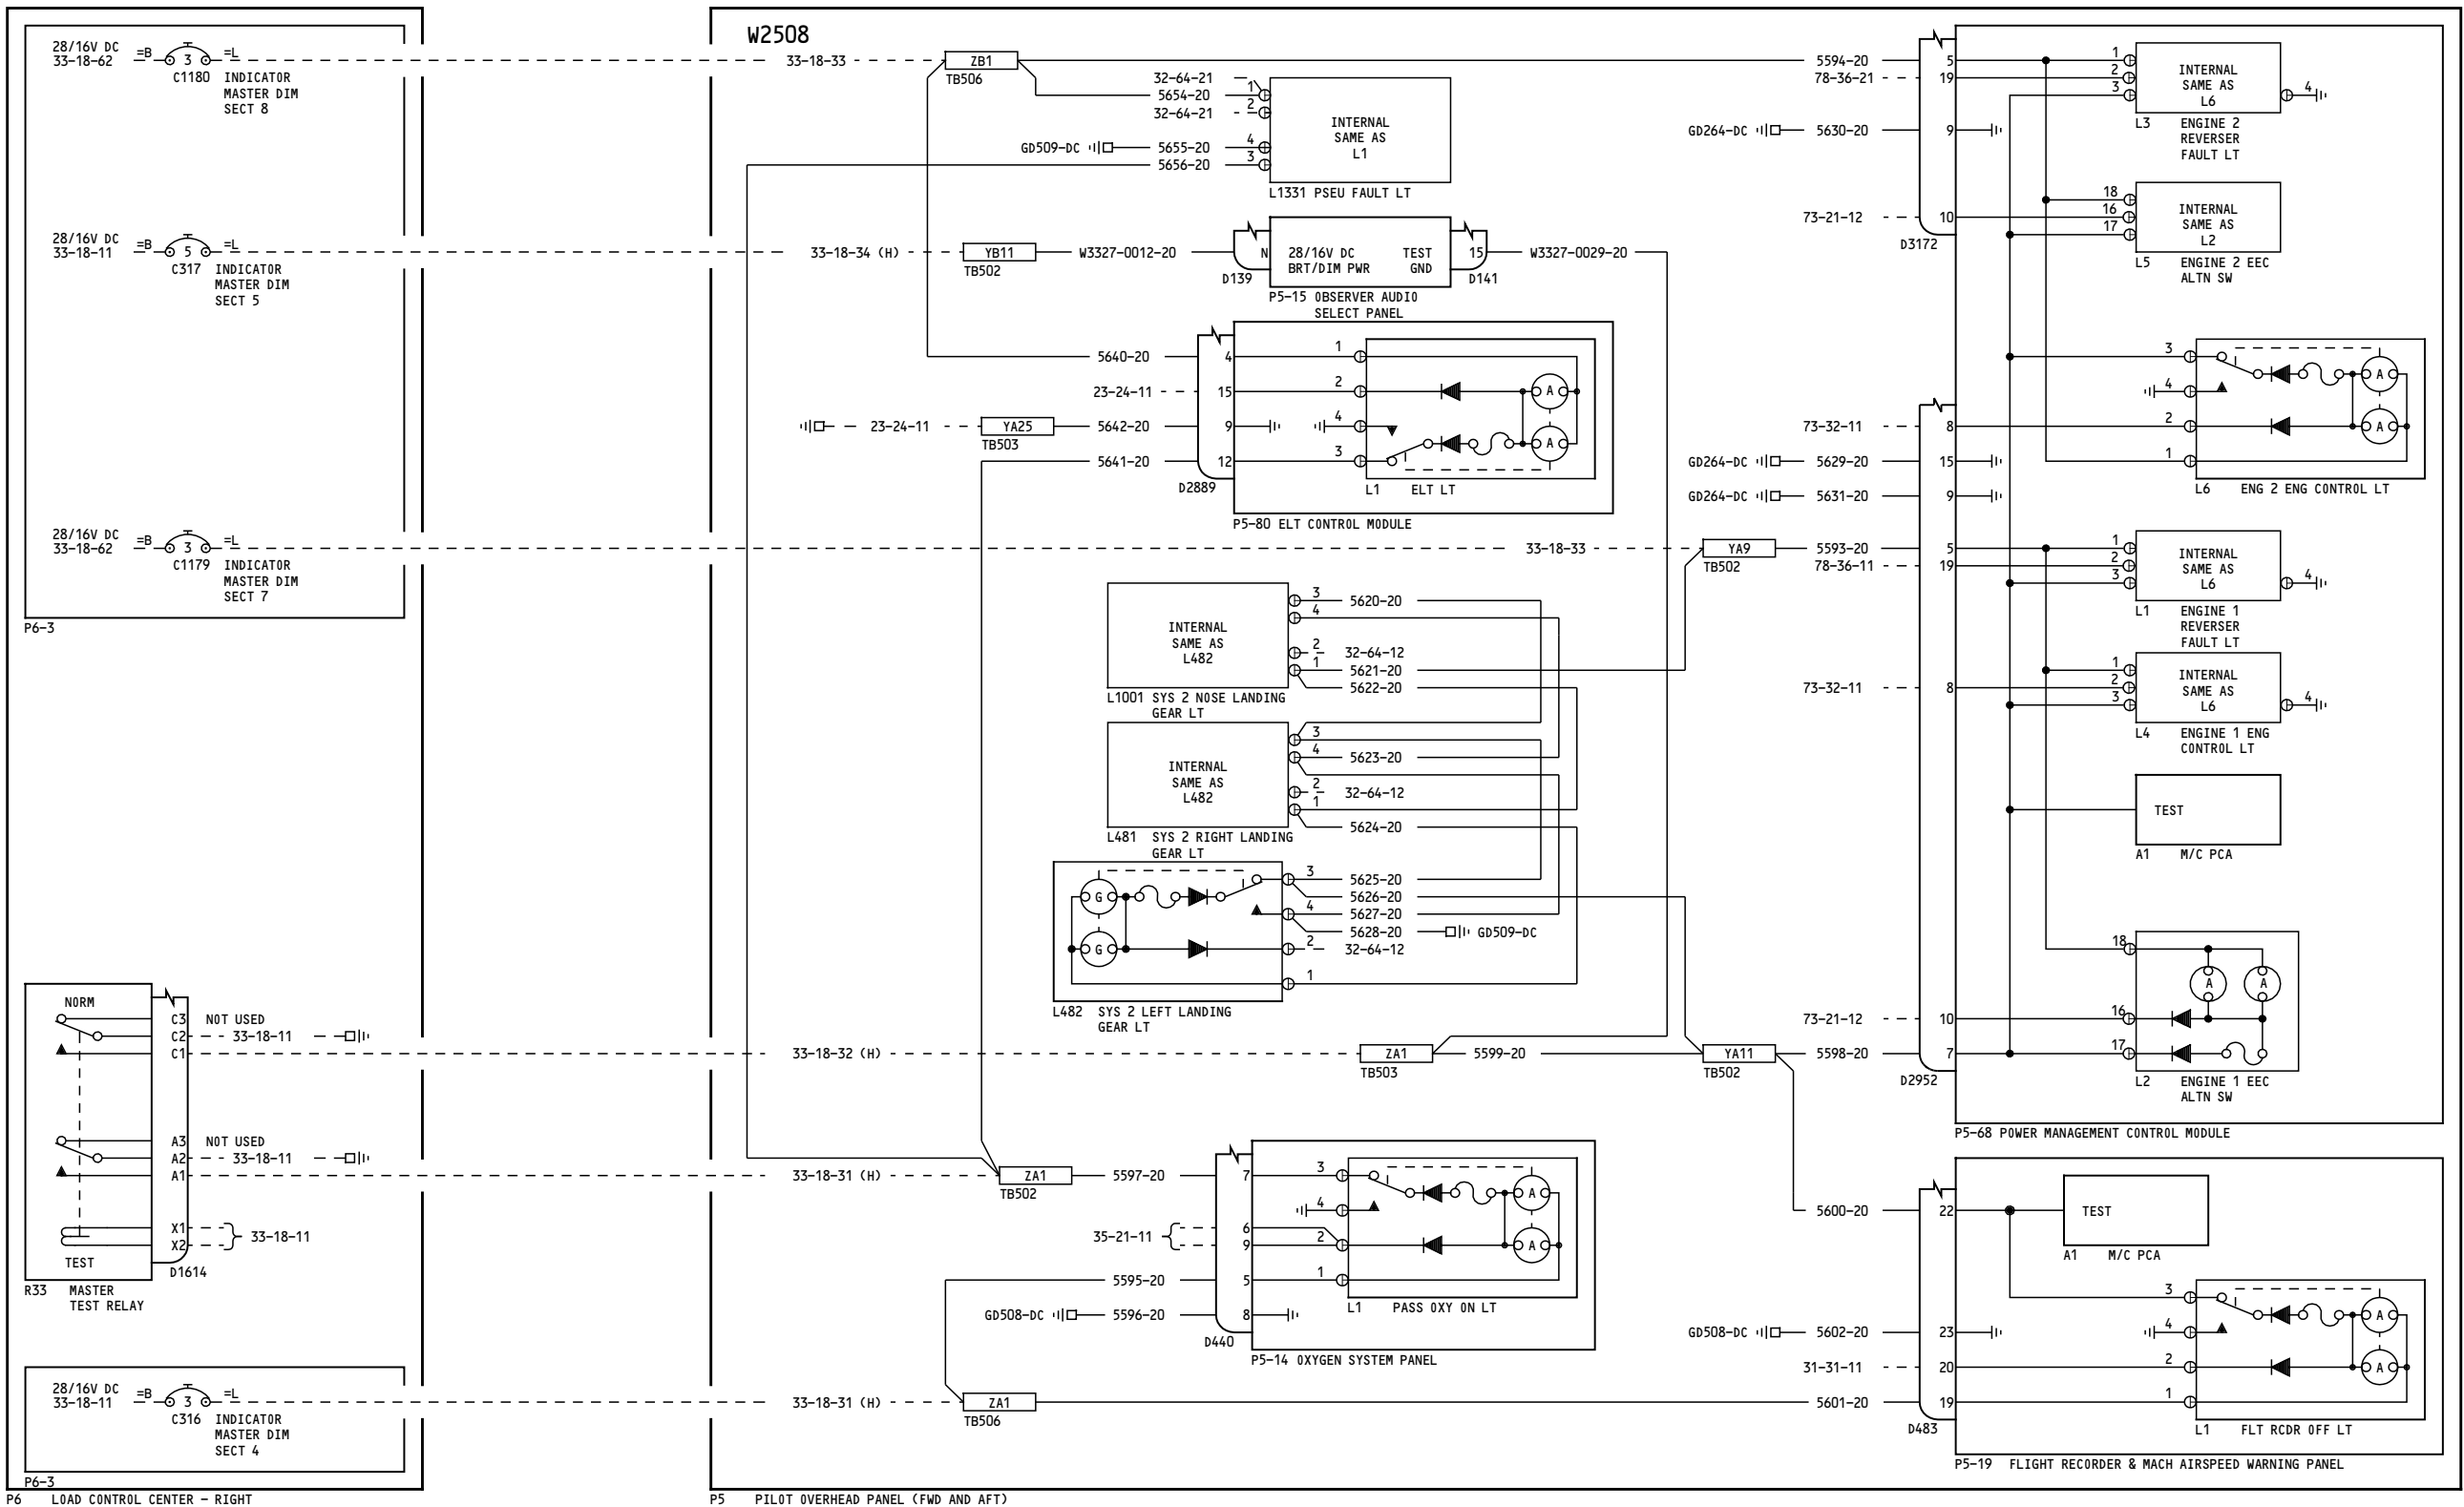 28/16V DC
33-18-62
=B
3
=L
C1180
INDICATOR
MASTER DIM
SECT 8
28/16V DC
33-18-11
=B
5
=L
C317
INDICATOR
MASTER DIM
SECT 5
28/16V DC
33-18-62
=B
3
=L
C1179
INDICATOR
MASTER DIM
SECT 7
P6-3
NORM
C3 NOT USED
C2 33-18-11
C1
A3 NOT USED
A2 33-18-11
A1
X1
X2
33-18-11
TEST
D1614
R33 MASTER
TEST RELAY
28/16V DC
33-18-11
=B
3
=L
C316
INDICATOR
MASTER DIM
SECT 4
P6-3
P6 LOAD CONTROL CENTER - RIGHT
W2508
33-18-33
ZB1
TB506
32-64-21
5654-20 1
32-64-21 2
GD509-DC 5655-20 4
5656-20 3
INTERNAL
SAME AS
L1
L1331 PSEU FAULT LT
33-18-34 (H)
YB11
TB502
W3327-0012-20
N
D139
28/16V DC
BRT/DIM PWR
TEST
GND
15
D141
W3327-0029-20
P5-15 OBSERVER AUDIO
SELECT PANEL
5640-20 4 1
23-24-11 15 2
A
23-24-11
YA25
TB503
5642-20 9 4
A
5641-20 12 3
D2889
L1 ELT LT
P5-80 ELT CONTROL MODULE
33-18-33
YA9
TB502
INTERNAL
SAME AS
L482
3 5620-20
4
2 32-64-12
1 5621-20
5622-20
L1001 SYS 2 NOSE LANDING
GEAR LT
INTERNAL
SAME AS
L482
3
4 5623-20
2 32-64-12
1
5624-20
L481 SYS 2 RIGHT LANDING
GEAR LT
G
G
3 5625-20
5626-20
4 5627-20
5628-20 GD509-DC
2 32-64-12
1
L482 SYS 2 LEFT LANDING
GEAR LT
33-18-32 (H)
ZA1
TB503
5599-20
YA11
TB502
33-18-31 (H)
ZA1
TB502
5597-20 7 3
A
4
35-21-11
6
9 2
A
5595-20 5 1
GD508-DC 5596-20 8
D440
L1 PASS OXY ON LT
P5-14 OXYGEN SYSTEM PANEL
33-18-31 (H)
ZA1
TB506
P5 PILOT OVERHEAD PANEL (FWD AND AFT)
5594-20 5 1
78-36-21 19 2
3
INTERNAL
SAME AS
L6
4
L3 ENGINE 2
REVERSER
FAULT LT
GD264-DC 5630-20 9
18
73-21-12 10 16
17
D3172
INTERNAL
SAME AS
L2
L5 ENGINE 2 EEC
ALTN SW
3
A
4
73-32-11 8 2
A
GD264-DC 5629-20 15 1
L6 ENG 2 ENG CONTROL LT
GD264-DC 5631-20 9
5593-20 5 1
78-36-11 19 2
3
INTERNAL
SAME AS
L6
4
L1 ENGINE 1
REVERSER
FAULT LT
1
73-32-11 8 2
3
INTERNAL
SAME AS
L6
4
L4 ENGINE 1 ENG
CONTROL LT
TEST
A1 M/C PCA
18
A A
73-21-12 10 16
5598-20 7 17
D2952
L2 ENGINE 1 EEC
ALTN SW
P5-68 POWER MANAGEMENT CONTROL MODULE
5600-20 22
TEST
A1 M/C PCA
3
A
GD508-DC 5602-20 23 4
31-31-11 20 2
A
5601-20 19 1
D483
L1 FLT RCDR OFF LT
P5-19 FLIGHT RECORDER & MACH AIRSPEED WARNING PANEL